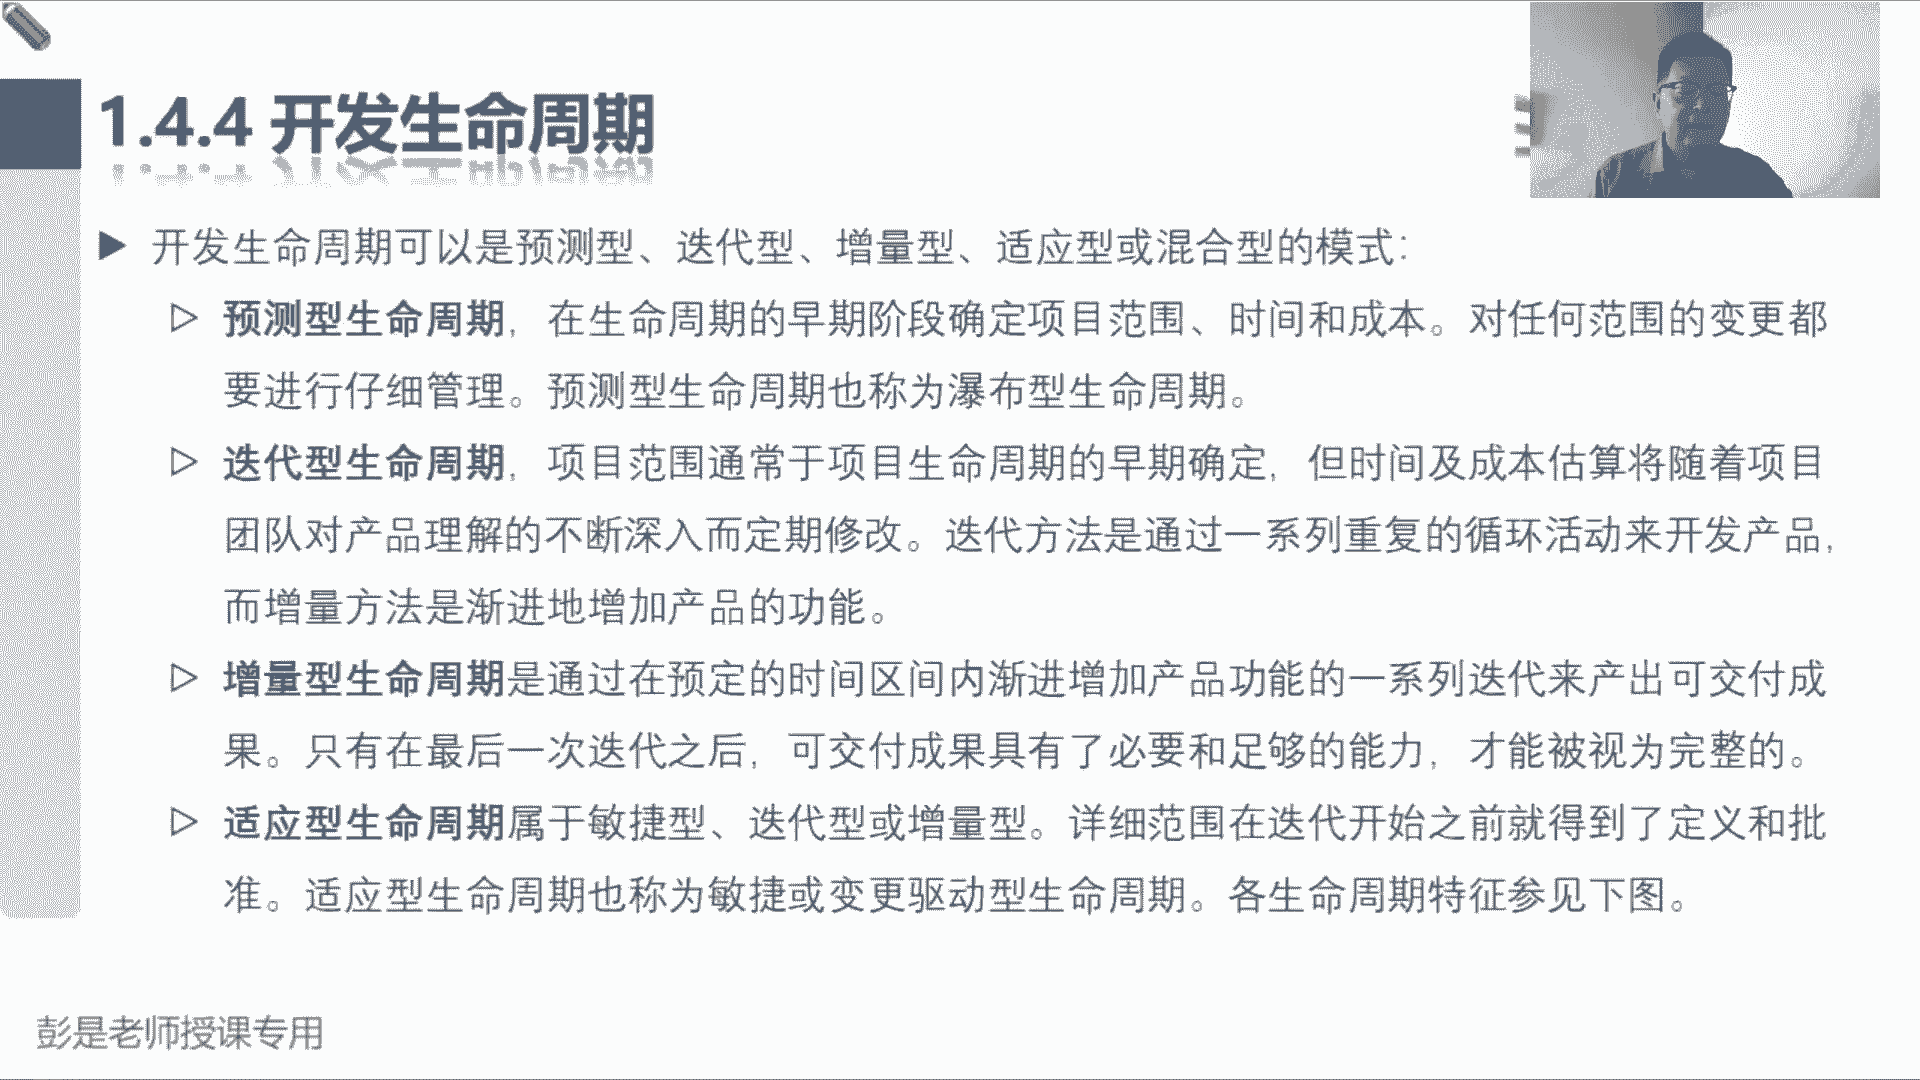 1.4.4 开发生命周期
开发生命周期可以是预测型、迭代型、增量型、适应型或混合型的模式：
预测型生命周期，在生命周期的早期阶段确定项目范围、时间和成本。对任何范围的变更都
要进行仔细管理。预测型生命周期也称为瀑布型生命周期。
迭代型生命周期，项目范围通常于项目生命周期的早期确定，但时间及成本估算将随着项目
团队对产品理解的不断深入而定期修改。迭代方法是通过一系列重复的循环活动来开发产品，
而增量方法是渐进地增加产品的功能。
增量型生命周期是通过在预定的时间区间内渐进增加产品功能的一系列迭代来产出可交付成
果。只有在最后一次迭代之后，可交付成果具有了必要和足够的能力，才能被视为完整的。
适应型生命周期属于敏捷型、迭代型或增量型。详细范围在迭代开始之前就得到了定义和批
准。适应型生命周期也称为敏捷或变更驱动型生命周期。各生命周期特征参见下图。
彭是老师授课专用